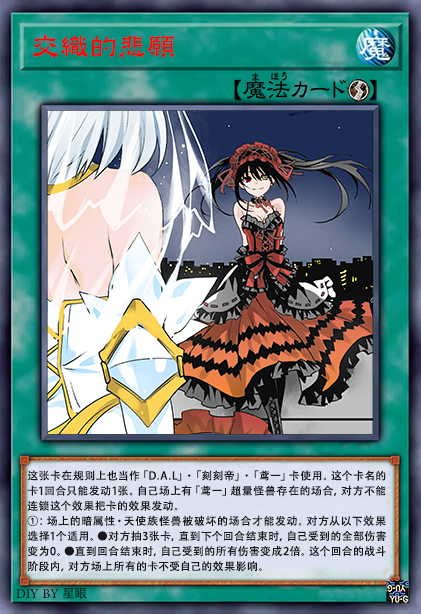 交織的悲願
魔
【魔法カード】
まほう
这张卡在规则上也当作「D.A.L」·「刻刻帝」·「鸢一」卡使用。这个卡名的
卡1回合只能发动1张。自己场上有「鸢一」超量怪兽存在的场合，对方不能
连锁这个效果把卡的效果发动。
①：场上的暗属性·天使族怪兽被破坏的场合才能发动。对方从以下效果
选择1个适用。●对方抽3张卡，直到下个回合结束时，自己受到的全部伤害
变为0。●直到回合结束时，自己受到的所有伤害变成2倍。这个回合的战斗
阶段内，对方场上所有的卡不受自己的效果影响。
DIY BY 星眼
YU-G
YU-G